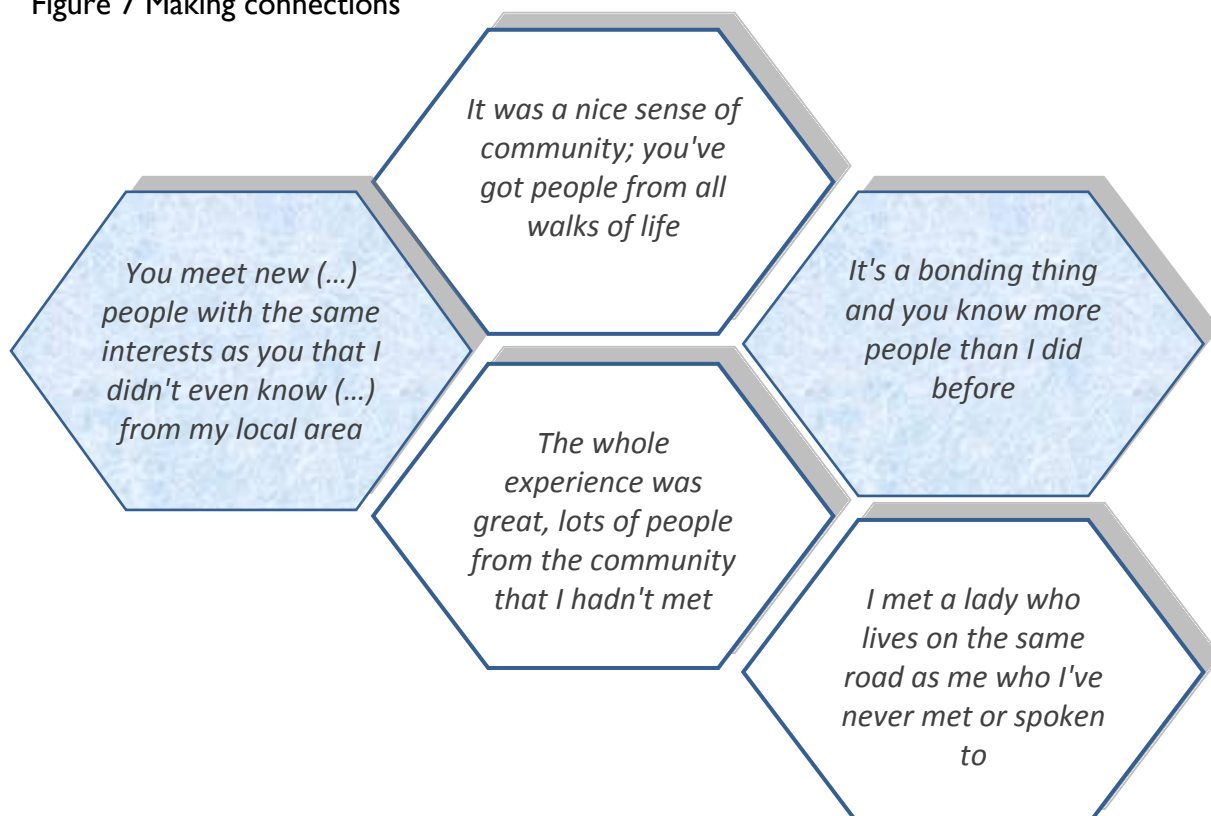 Figure 7 Making connections
It was a nice sense of
community; you've
got people from all
walks of life
You meet new (…)
people with the same
interests as you that I
didn't even know (…)
from my local area
It's a bonding thing
and you know more
people than I did
before
The whole
experience was
great, lots of people
from the community
that I hadn't met
I met a lady who
lives on the same
road as me who I've
never met or spoken
to